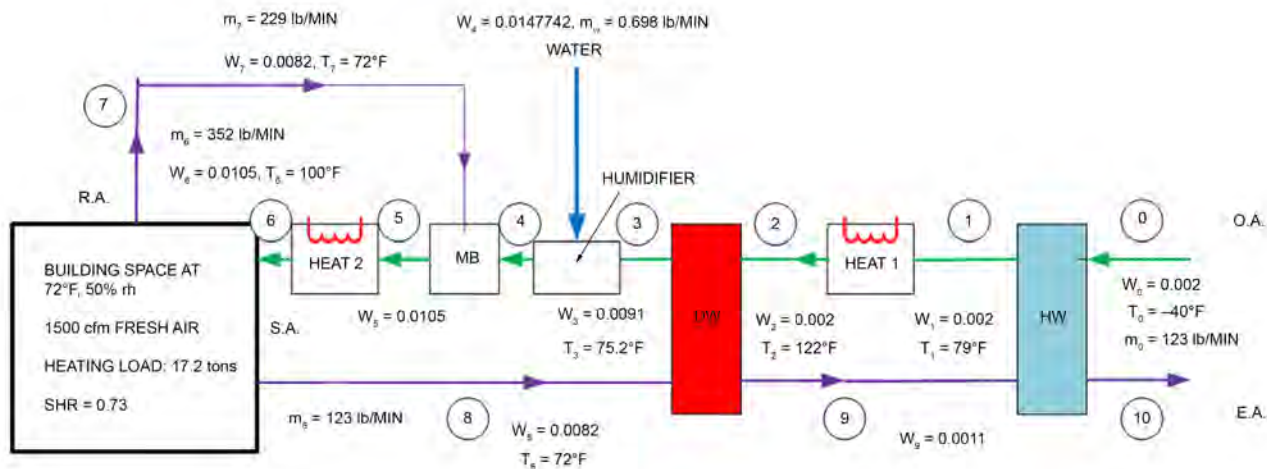 m₇ = 229 lb/MIN
W₇ = 0.0082, T₇ = 72°F
W₄ = 0.0147742, m = 0.698 lb/MIN
WATER
7
m₆ = 352 lb/MIN
W₆ = 0.0105, T₆ = 100°F
HUMIDIFIER
R.A.
6
5
4
3
2
1
0
O.A.
HEAT 2
MB
DW
HEAT 1
HW
BUILDING SPACE AT
72°F, 50% rh
1500 cfm FRESH AIR
HEATING LOAD: 17.2 tons
SHR = 0.73
S.A.
W₅ = 0.0105
W₃ = 0.0091
T₃ = 75.2°F
W₂ = 0.002
T₂ = 122°F
W₁ = 0.002
T₁ = 79°F
W₀ = 0.002
T₀ = –40°F
m₀ = 123 lb/MIN
m₈ = 123 lb/MIN
8
W₈ = 0.0082
T₈ = 72°F
9
W₉ = 0.0011
10
E.A.